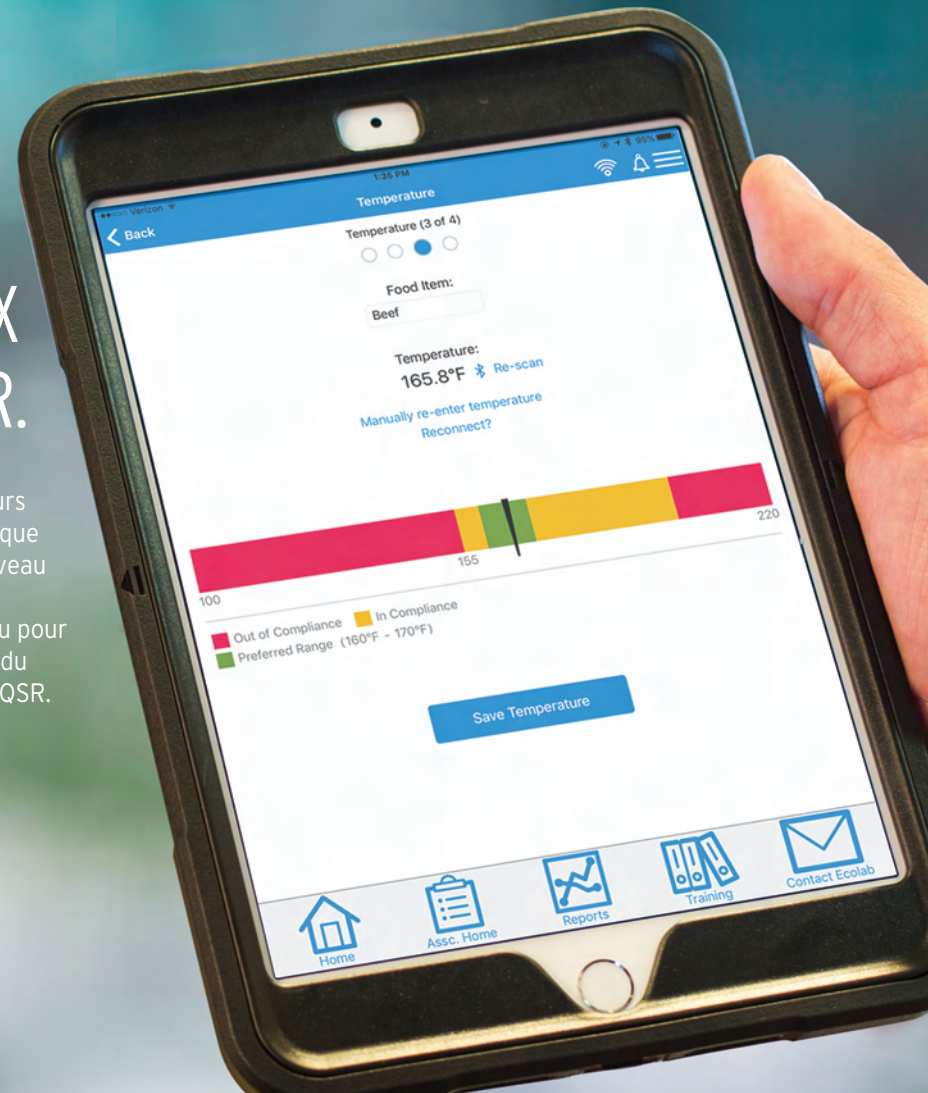 X
R.
urs
que
veau
u pour
du
QSR.
Verizon
1:35 PM
95%
Back
Temperature
Temperature (3 of 4)
Food Item:
Beef
Temperature:
165.8°F Re-scan
Manually re-enter temperature
Reconnect?
100
155
220
Out of Compliance In Compliance
Preferred Range (160°F - 170°F)
Save Temperature
Home
Assc. Home
Reports
Training
Contact Ecolab